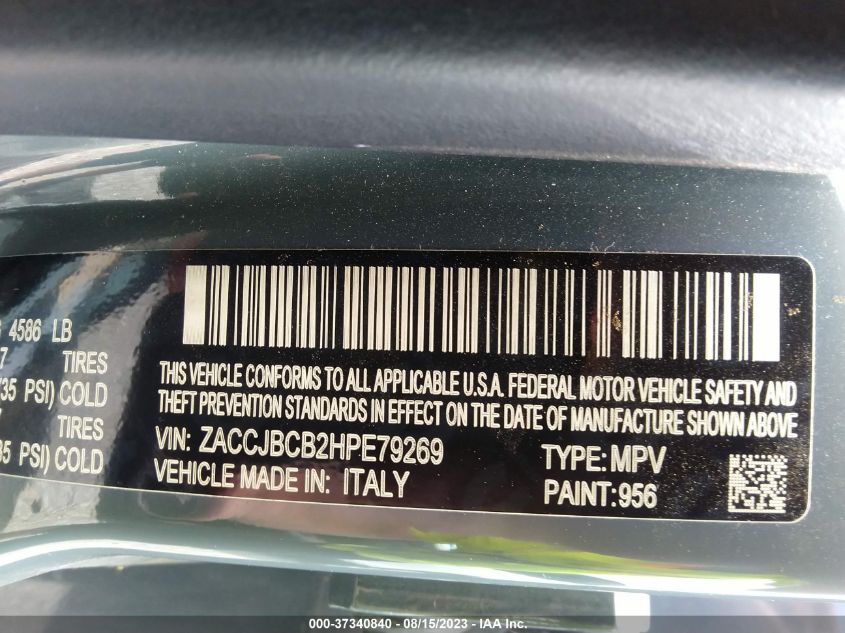 4586 LB
TIRES
35 PSI) COLD
35 PSI) COLD
THIS VEHICLE CONFORMS TO ALL APPLICABLE U.S.A. FEDERAL MOTOR VEHICLE SAFETY AND
THEFT PREVENTION STANDARDS IN EFFECT ON THE DATE OF MANUFACTURE SHOWN ABOVE
VIN: ZACCJBCB2HPE79269
TYPE:MPV
VEHICLE MADE IN: ITALY
PAINT:956
000-37340840 - 08/15/2023 - © IAA Inc.